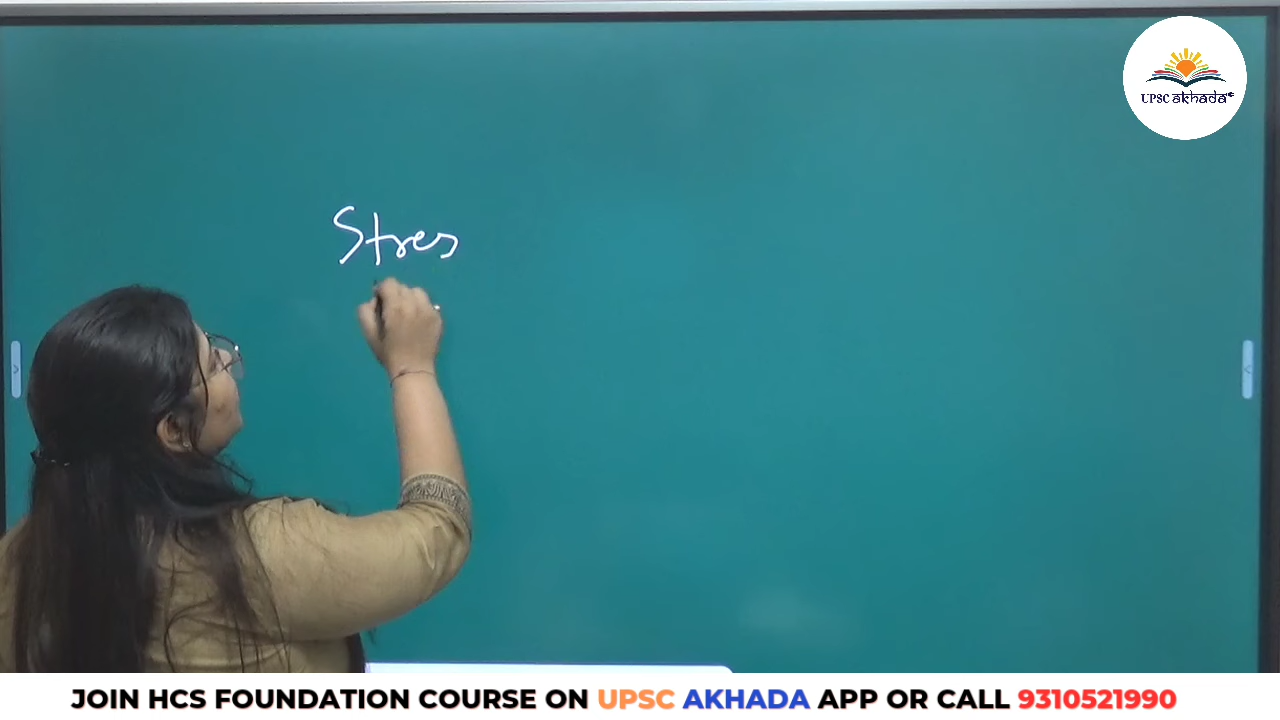 UPSC akhada
Stres
JOIN HCS FOUNDATION COURSE ON UPSC AKHADA APP OR CALL 9310521990